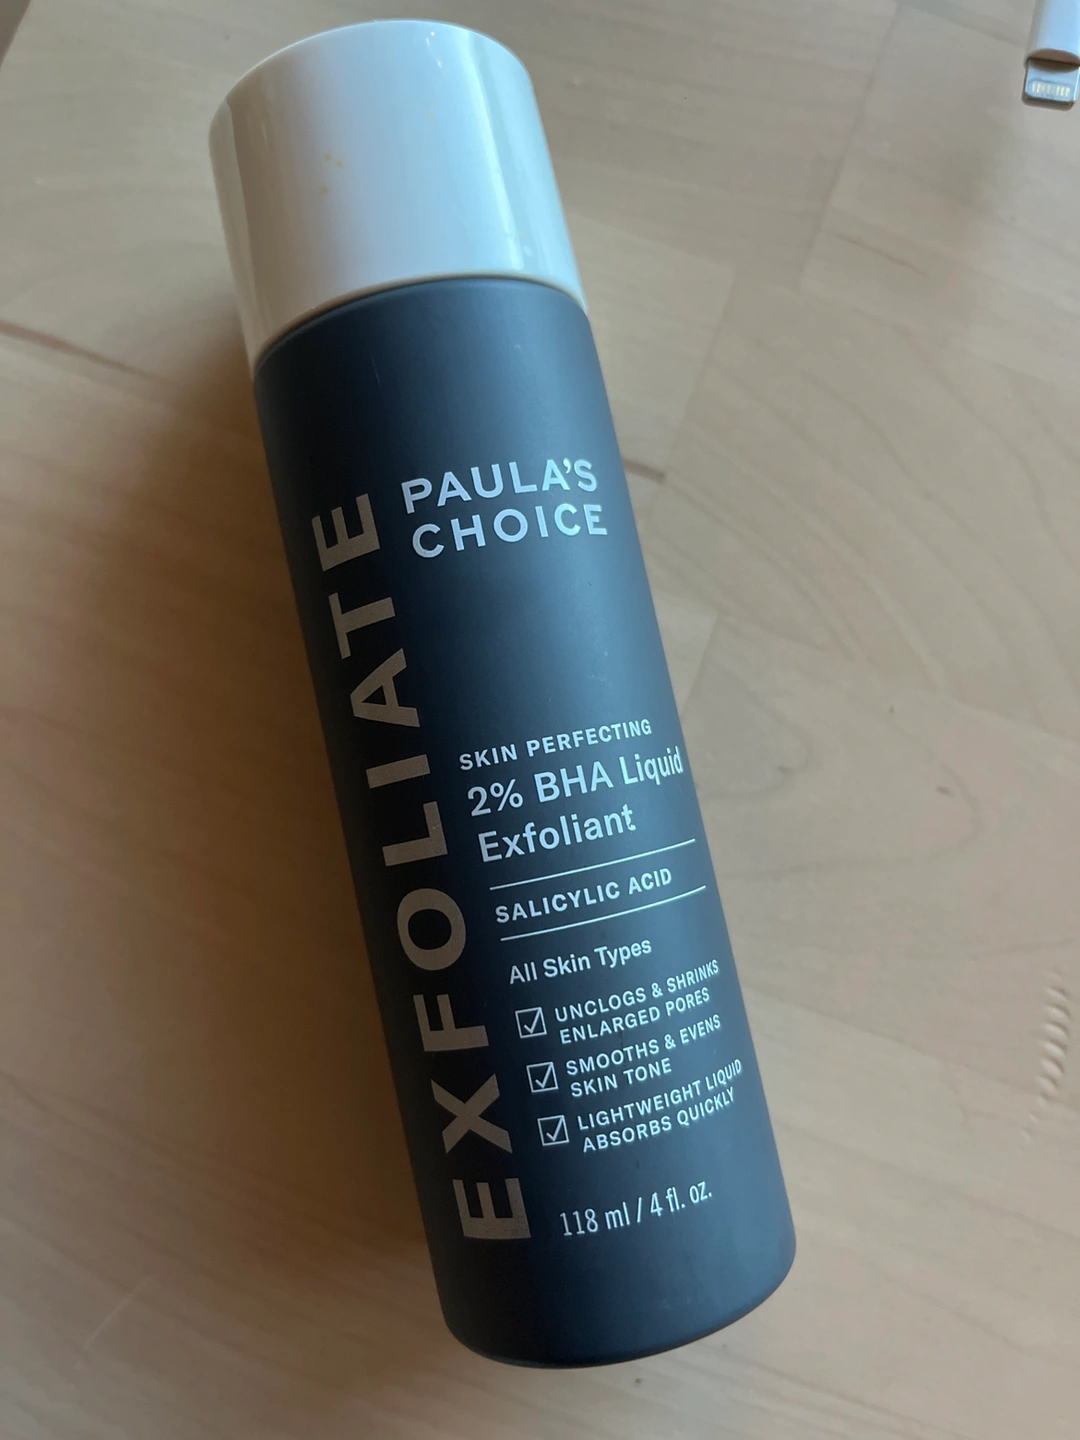 EXFOLIATE
PAULA'S
CHOICE
SKIN PERFECTING
2% BHA Liquid
Exfoliant
SALICYLIC ACID
All Skin Types
UNCLOGS & SHRINKS
ENLARGED PORES
SMOOTHS & EVENS
SKIN TONE
LIGHTWEIGHT LIQUID
ABSORBS QUICKLY
118 ml / 4 fl. oz.